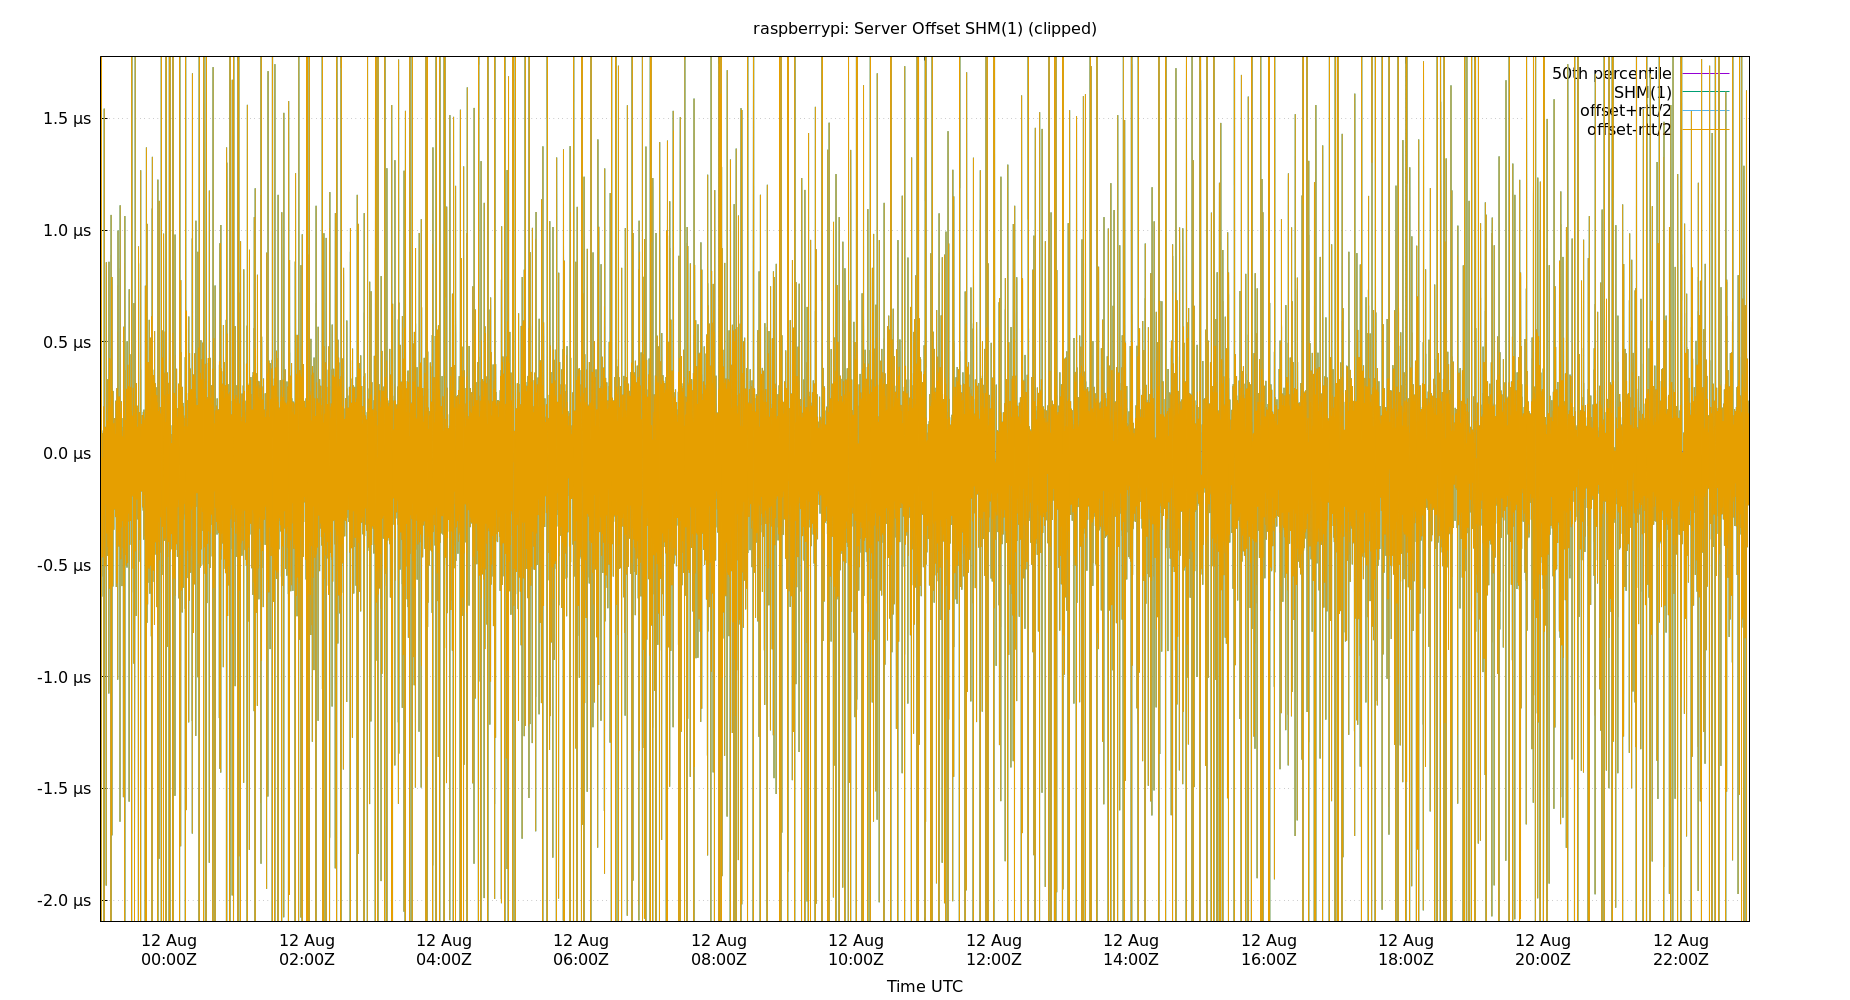 raspberrypi: Server Offset SHM(1) (clipped)
50th percentile
SHM(1)
offset+rtt/2
offset-rtt/2
1.5 µs
1.0 µs
0.5 µs
0.0 µs
-0.5 µs
-1.0 µs
-1.5 µs
-2.0 µs
12 Aug 12 Aug 12 Aug 12 Aug 12 Aug 12 Aug 12 Aug 12 Aug 12 Aug 12 Aug 12 Aug 12 Aug
00:00Z 02:00Z 04:00Z 06:00Z 08:00Z 10:00Z 12:00Z 14:00Z 16:00Z 18:00Z 20:00Z 22:00Z
Time UTC